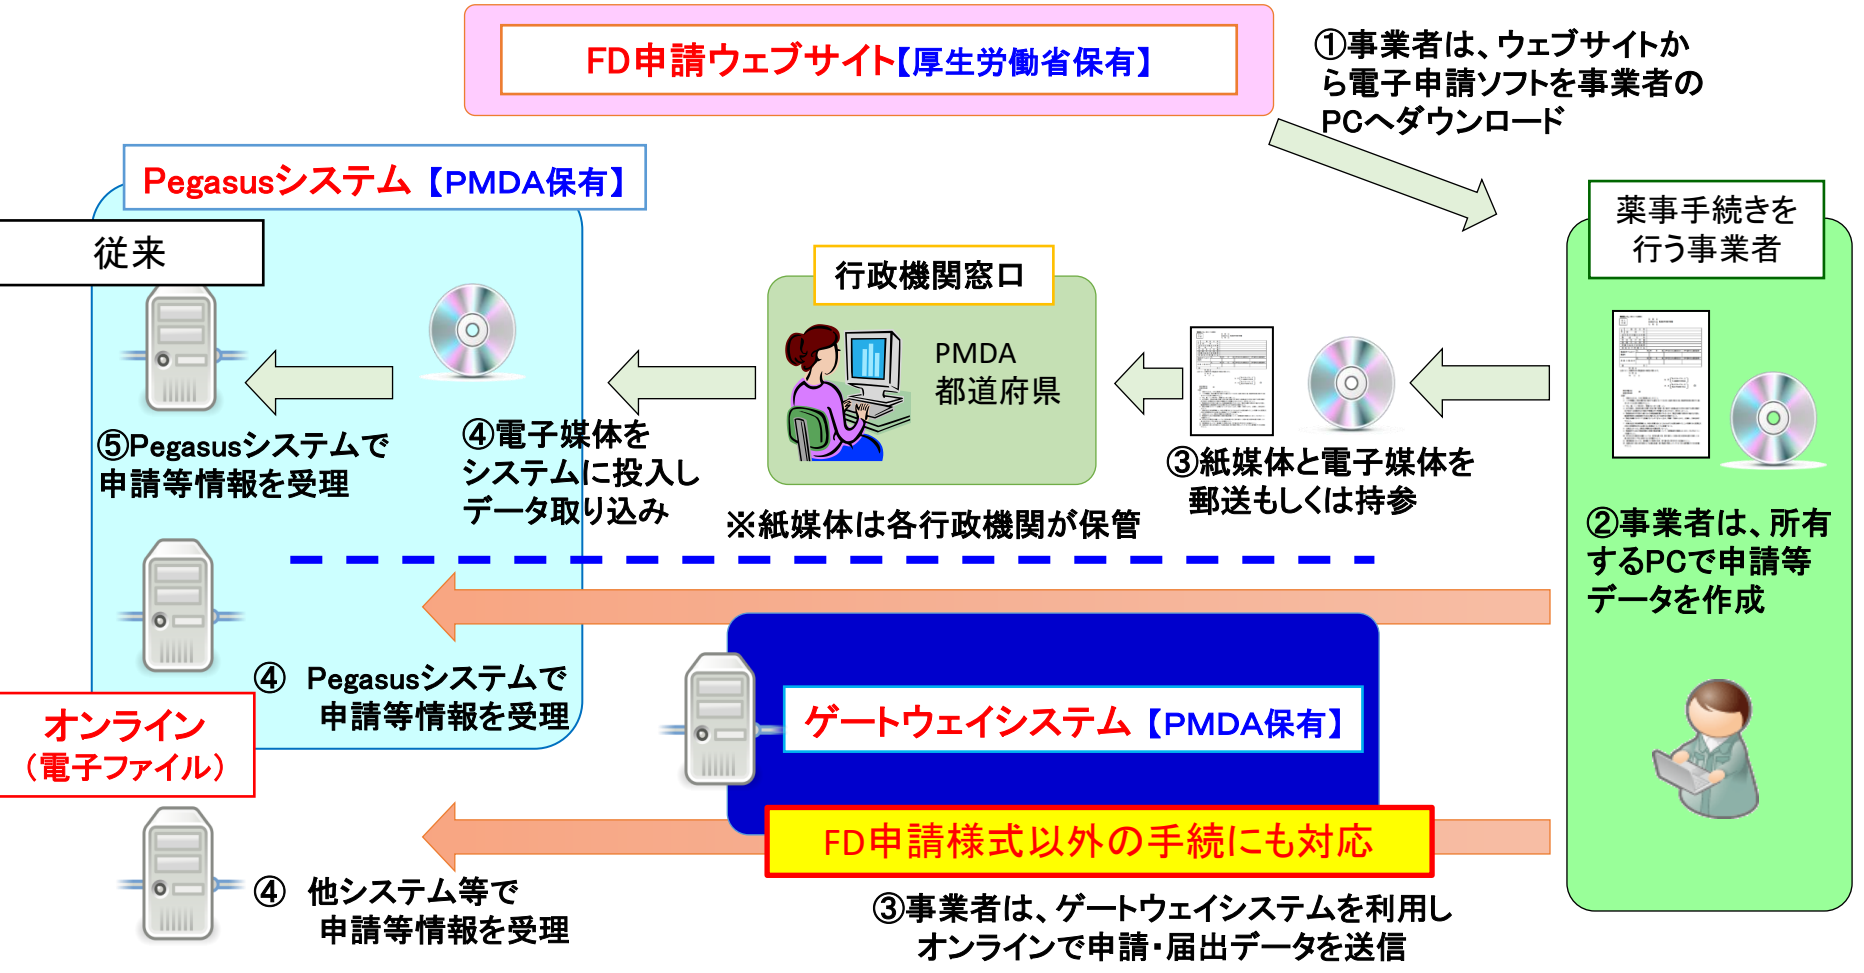 FD申請ウェブサイト【厚生労働省保有】
①事業者は、ウェブサイトか
ら電子申請ソフトを事業者の
PCへダウンロード
Pegasusシステム【PMDA保有】
従来
行政機関窓口
薬事手続きを
行う事業者
PMDA
都道府県
⑤Pegasusシステムで
申請等情報を受理
④電子媒体を
システムに投入し
データ取り込み
③紙媒体と電子媒体を
郵送もしくは持参
※紙媒体は各行政機関が保管
②事業者は、所有
するPCで申請等
データを作成
④ Pegasusシステムで
申請等情報を受理
オンライン
（電子ファイル）
ゲートウェイシステム【PMDA保有】
FD申請様式以外の手続にも対応
④ 他システム等で
申請等情報を受理
③事業者は、ゲートウェイシステムを利用し
オンラインで申請・届出データを送信